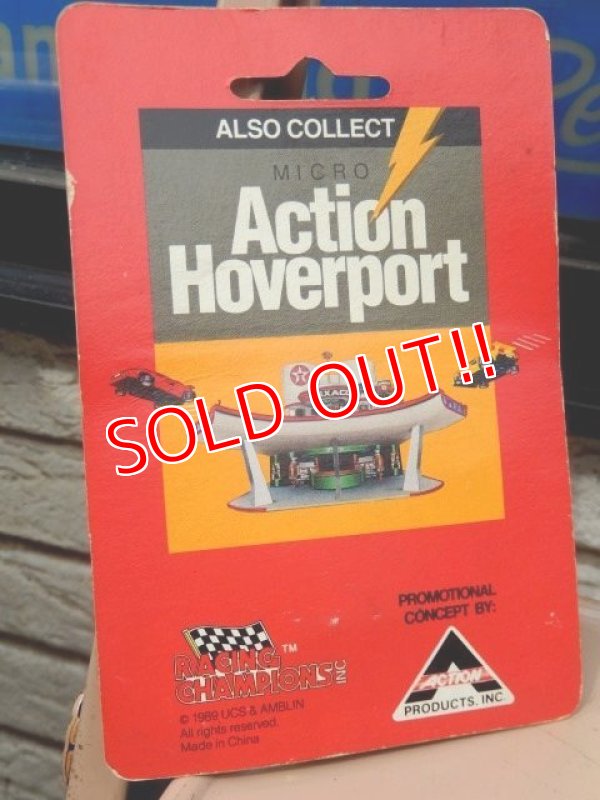 ALSO COLLECT
MICRO
Action
Hoverport
SOLD OUT!!
PROMOTIONAL
CONCEPT BY:
RACING
CHAMPIONS INC
TM
ACTION
PRODUCTS, INC.
© 1989 UCS & AMBLIN
All rights reserved.
Made in China